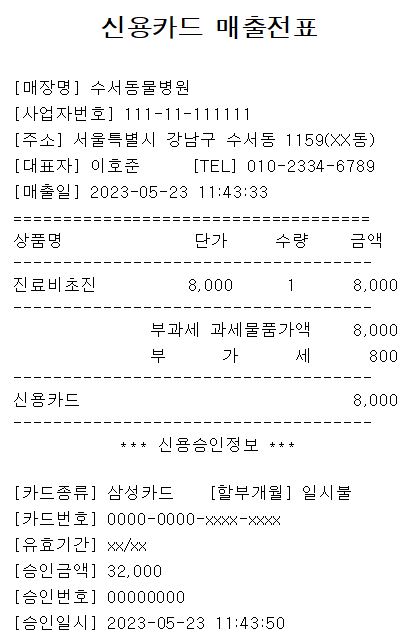 신용카드 매출전표
[매장명] 수서동물병원
[사업자번호] 111-11-111111
[주소] 서울특별시 강남구 수서동 1159(XX동)
[대표자] 이호준 [TEL] 010-2334-6789
[매출일] 2023-05-23 11:43:33
====================================
상품명 단가 수량 금액
------------------------------------
진료비초진 8,000 1 8,000
------------------------------------
부과세 과세물품가액 8,000
부 가 세 800
------------------------------------
신용카드 8,000
------------------------------------
*** 신용승인정보 ***
[카드종류] 삼성카드 [할부개월] 일시불
[카드번호] 0000-0000-xxxx-xxxx
[유효기간] xx/xx
[승인금액] 32,000
[승인번호] 00000000
[승인일시] 2023-05-23 11:43:50